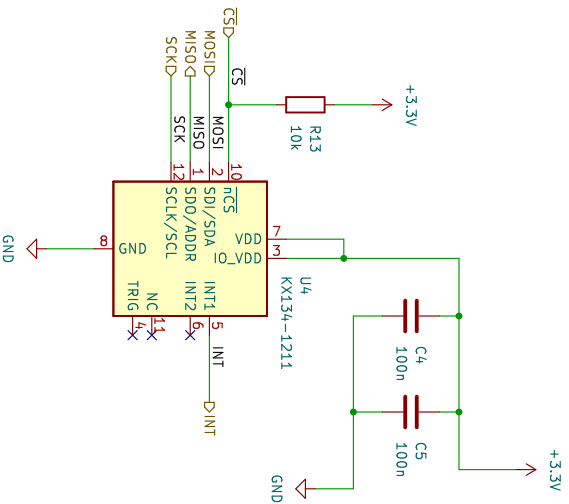 CS
MOSI
MISO
SCK
CS
+3.3V
R13
10k
MOSI
MISO
SCK
10
2
1
12
nCS
SDI/SDA
SDO/ADDR
SCLK/SCL
7
VDD
3
IO_VDD
8
GND
GND
U4
KX134-1211
TRIG
NC
INT2
INT1
4
11
6
5
INT
INT
C4
100n
C5
100n
+3.3V
GND